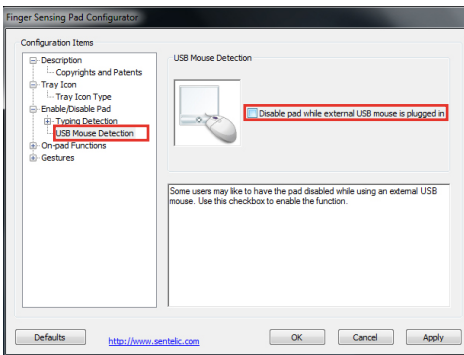 Finger Sensing Pad Configurator
Configuration Items
Description
Copyrights and Patents
Tray Icon
Tray Icon Type
Enable/Disable Pad
Typing Detection
USB Mouse Detection
On-pad Functions
Gestures
USB Mouse Detection
Disable pad while external USB mouse is plugged in
Some users may like to have the pad disabled while using an external USB
mouse. Use this checkbox to enable the function.
Defaults
http://www.sentelic.com
OK
Cancel
Apply